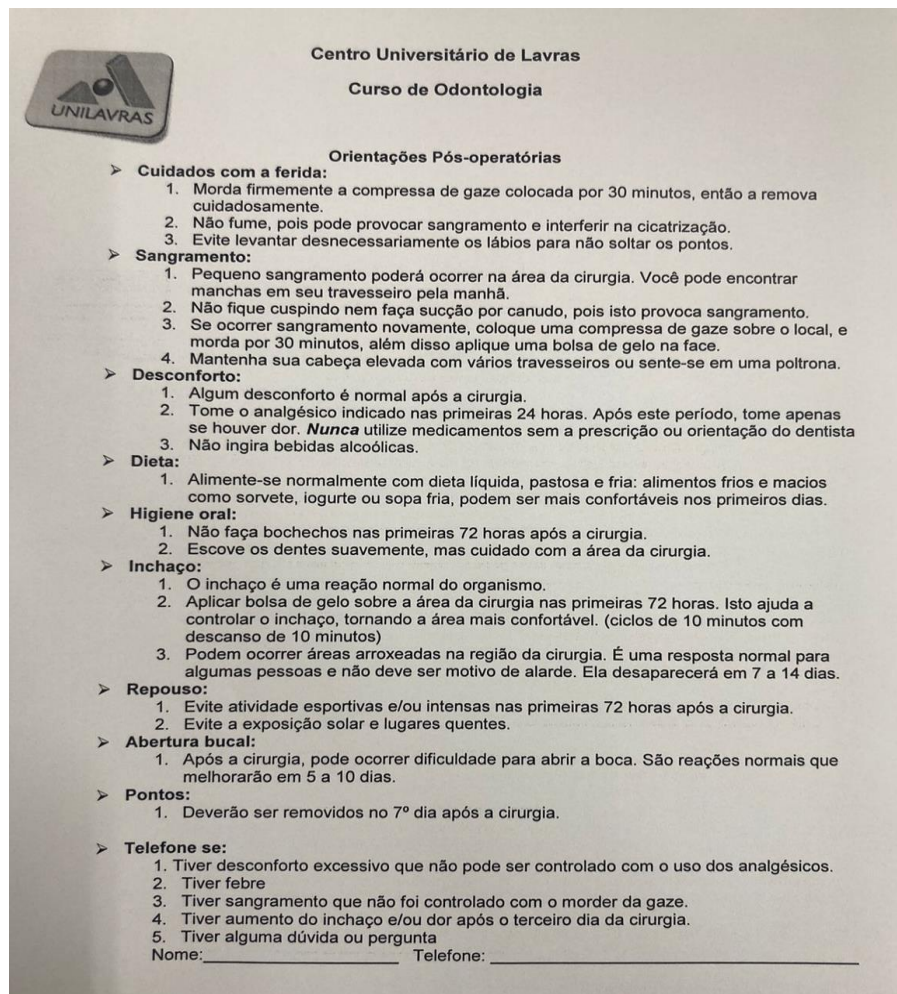 Centro Universitário de Lavras
Curso de Odontologia
UNILAVRAS
Orientações Pós-operatórias
➢ Cuidados com a ferida:
1. Morda firmemente a compressa de gaze colocada por 30 minutos, então a remova
cuidadosamente.
2. Não fume, pois pode provocar sangramento e interferir na cicatrização.
3. Evite levantar desnecessariamente os lábios para não soltar os pontos.
➢ Sangramento:
1. Pequeno sangramento poderá ocorrer na área da cirurgia. Você pode encontrar
manchas em seu travesseiro pela manhã.
2. Não fique cuspindo nem faça sucção por canudo, pois isto provoca sangramento.
3. Se ocorrer sangramento novamente, coloque uma compressa de gaze sobre o local, e
morda por 30 minutos, além disso aplique uma bolsa de gelo na face.
4. Mantenha sua cabeça elevada com vários travesseiros ou sente-se em uma poltrona.
➢ Desconforto:
1. Algum desconforto é normal após a cirurgia.
2. Tome o analgésico indicado nas primeiras 24 horas. Após este período, tome apenas
se houver dor. Nunca utilize medicamentos sem a prescrição ou orientação do dentista
3. Não ingira bebidas alcoólicas.
➢ Dieta:
1. Alimente-se normalmente com dieta líquida, pastosa e fria: alimentos frios e macios
como sorvete, iogurte ou sopa fria, podem ser mais confortáveis nos primeiros dias.
➢ Higiene oral:
1. Não faça bochechos nas primeiras 72 horas após a cirurgia.
2. Escove os dentes suavemente, mas cuidado com a área da cirurgia.
➢ Inchaço:
1. O inchaço é uma reação normal do organismo.
2. Aplicar bolsa de gelo sobre a área da cirurgia nas primeiras 72 horas. Isto ajuda a
controlar o inchaço, tornando a área mais confortável. (ciclos de 10 minutos com
descanso de 10 minutos)
3. Podem ocorrer áreas arroxeadas na região da cirurgia. É uma resposta normal para
algumas pessoas e não deve ser motivo de alarde. Ela desaparecerá em 7 a 14 dias.
➢ Repouso:
1. Evite atividade esportivas e/ou intensas nas primeiras 72 horas após a cirurgia.
2. Evite a exposição solar e lugares quentes.
➢ Abertura bucal:
1. Após a cirurgia, pode ocorrer dificuldade para abrir a boca. São reações normais que
melhorarão em 5 a 10 dias.
➢ Pontos:
1. Deverão ser removidos no 7º dia após a cirurgia.
➢ Telefone se:
1. Tiver desconforto excessivo que não pode ser controlado com o uso dos analgésicos.
2. Tiver febre
3. Tiver sangramento que não foi controlado com o morder da gaze.
4. Tiver aumento do inchaço e/ou dor após o terceiro dia da cirurgia.
5. Tiver alguma dúvida ou pergunta
Nome:____________________ Telefone: ______________________________________